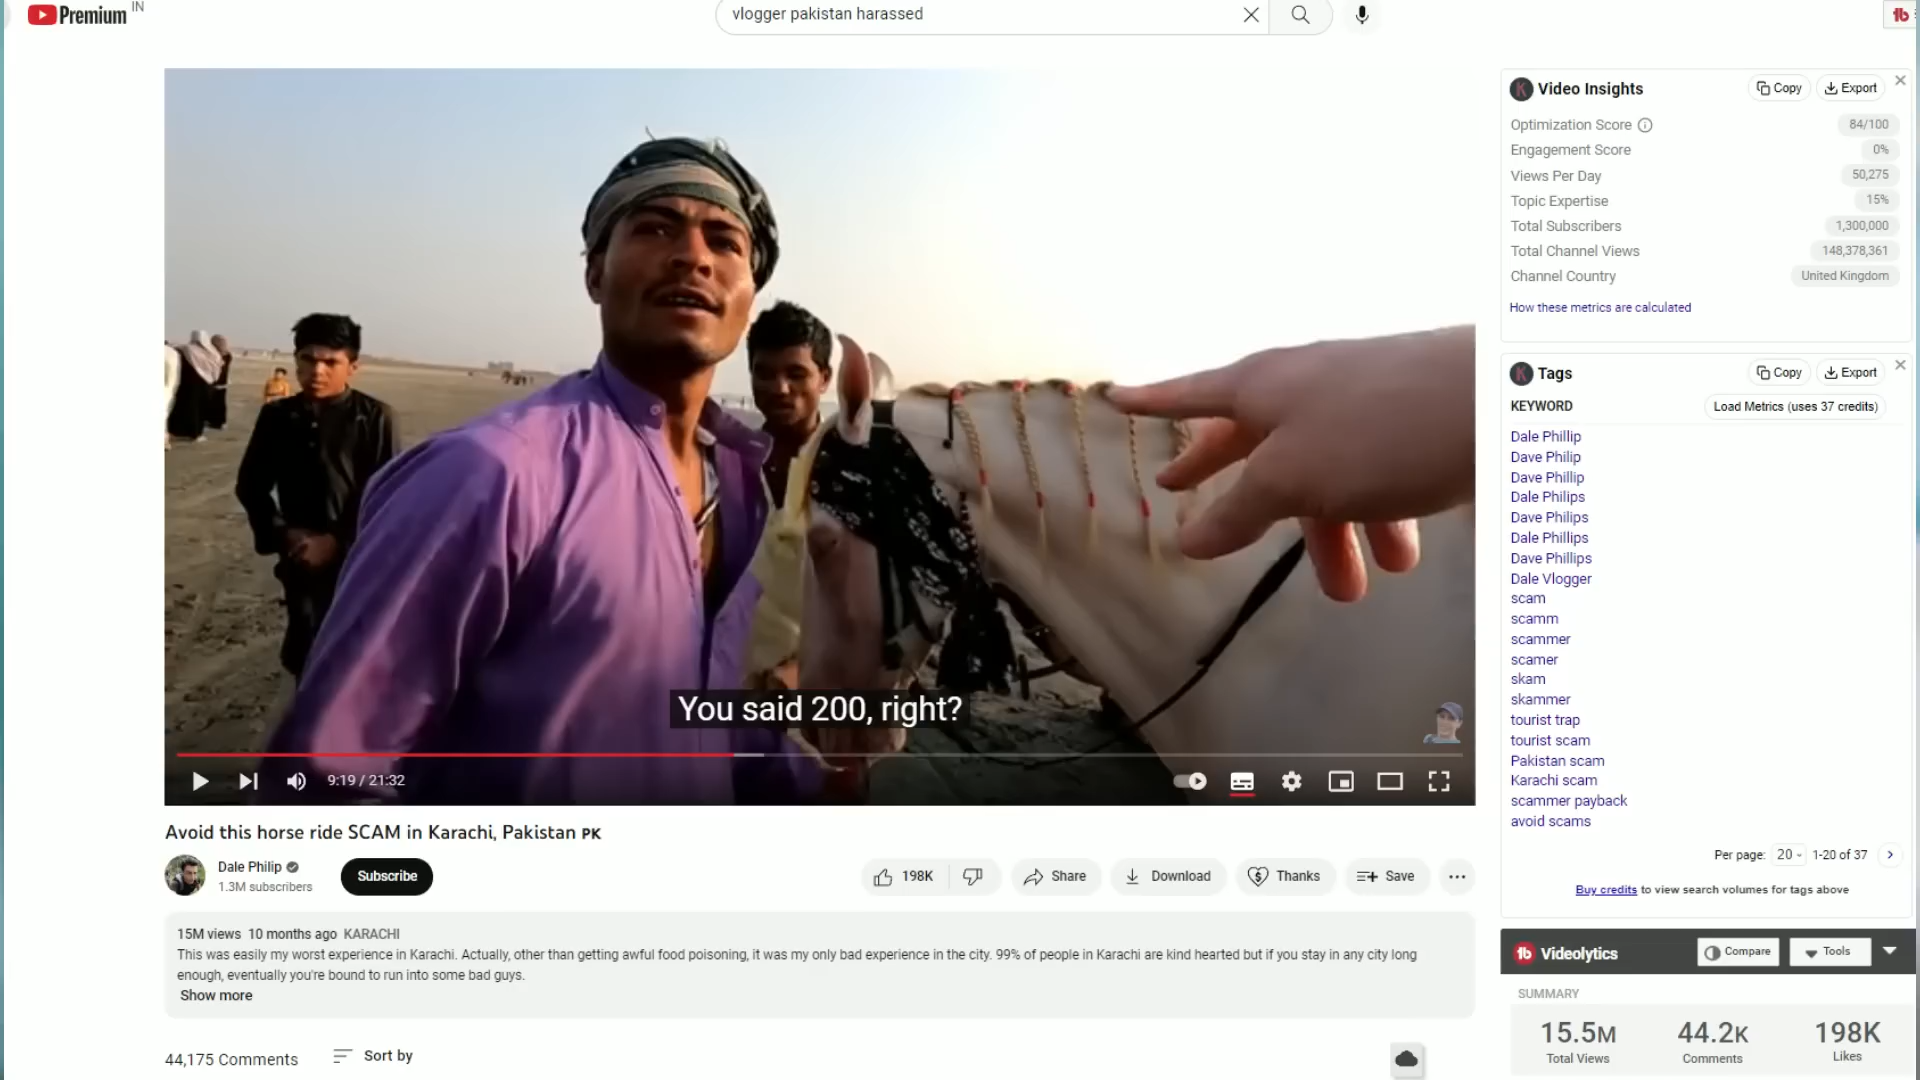 Premium IN
vlogger pakistan harassed
You said 200, right?
9:19 / 21:32
Avoid this horse ride SCAM in Karachi, Pakistan PK
Dale Philip
1.3M subscribers
Subscribe
198K
Share
Download
Thanks
Save
15M views 10 months ago KARACHI
This was easily my worst experience in Karachi. Actually, other than getting awful food poisoning, it was my only bad experience in the city. 99% of people in Karachi are kind hearted but if you stay in any city long
enough, eventually you're bound to run into some bad guys.
Show more
44,175 Comments
Sort by
K Video Insights
Copy
Export
Optimization Score 84/100
Engagement Score 0%
Views Per Day 50,275
Topic Expertise 15%
Total Subscribers 1,300,000
Total Channel Views 148,378,361
Channel Country United Kingdom
How these metrics are calculated
K Tags
Copy
Export
KEYWORD
Load Metrics (uses 37 credits)
Dale Phillip
Dave Philip
Dave Phillip
Dale Philips
Dave Philips
Dale Phillips
Dave Phillips
Dale Vlogger
scam
scamm
scammer
scamer
skam
skammer
tourist trap
tourist scam
Pakistan scam
Karachi scam
scammer payback
avoid scams
Per page: 20 1-20 of 37
Buy credits to view search volumes for tags above
tb Videolytics
Compare
Tools
SUMMARY
15.5M
Total Views
44.2K
Comments
198K
Likes